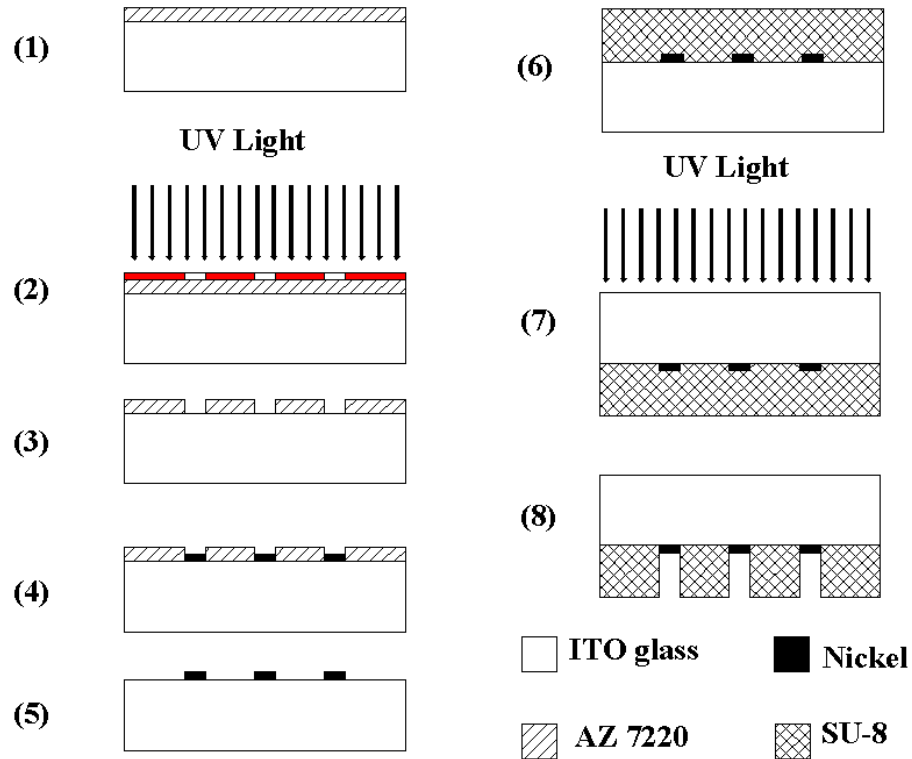 (1)
UV Light
(2)
(3)
(4)
(5)
(6)
UV Light
(7)
(8)
ITO glass
Nickel
AZ 7220
SU-8